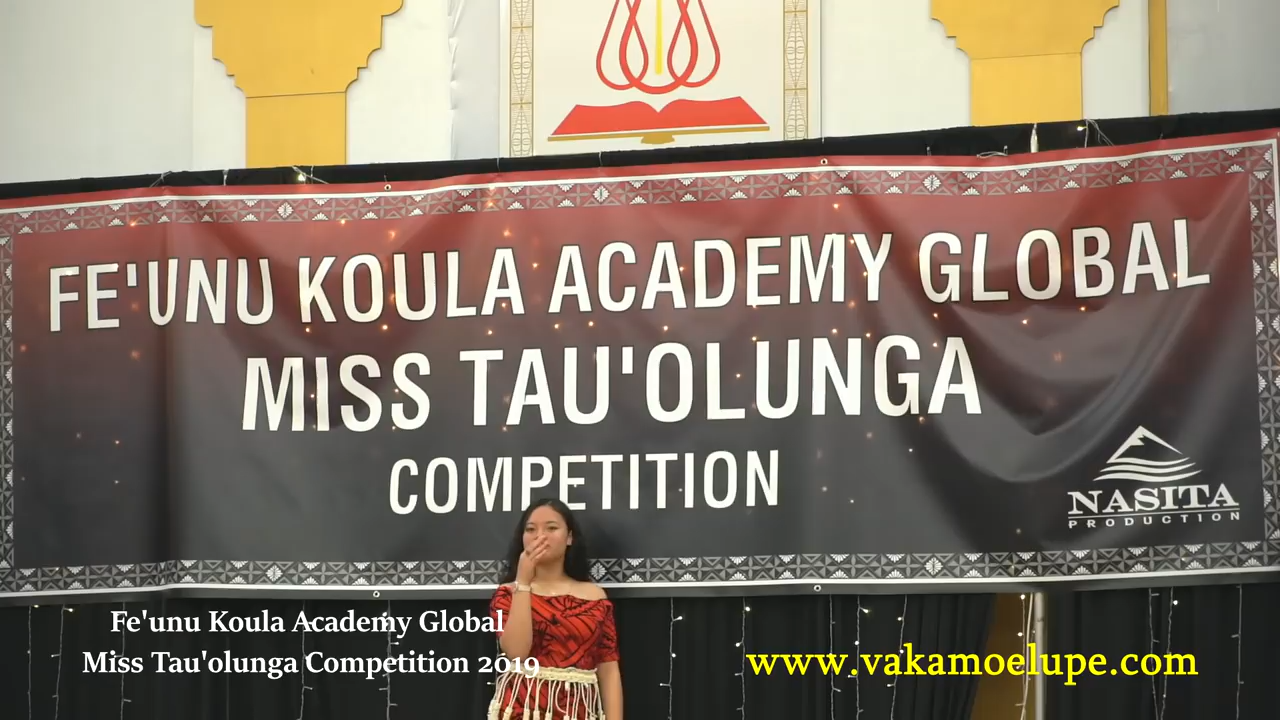 FE'UNU KOULA ACADEMY GLOBAL
MISS TAU'OLUNGA
COMPETITION
NASITA
PRODUCTION
Fe'unu Koula Academy Global
Miss Tau'olunga Competition 2019
www.vakamoelupe.com